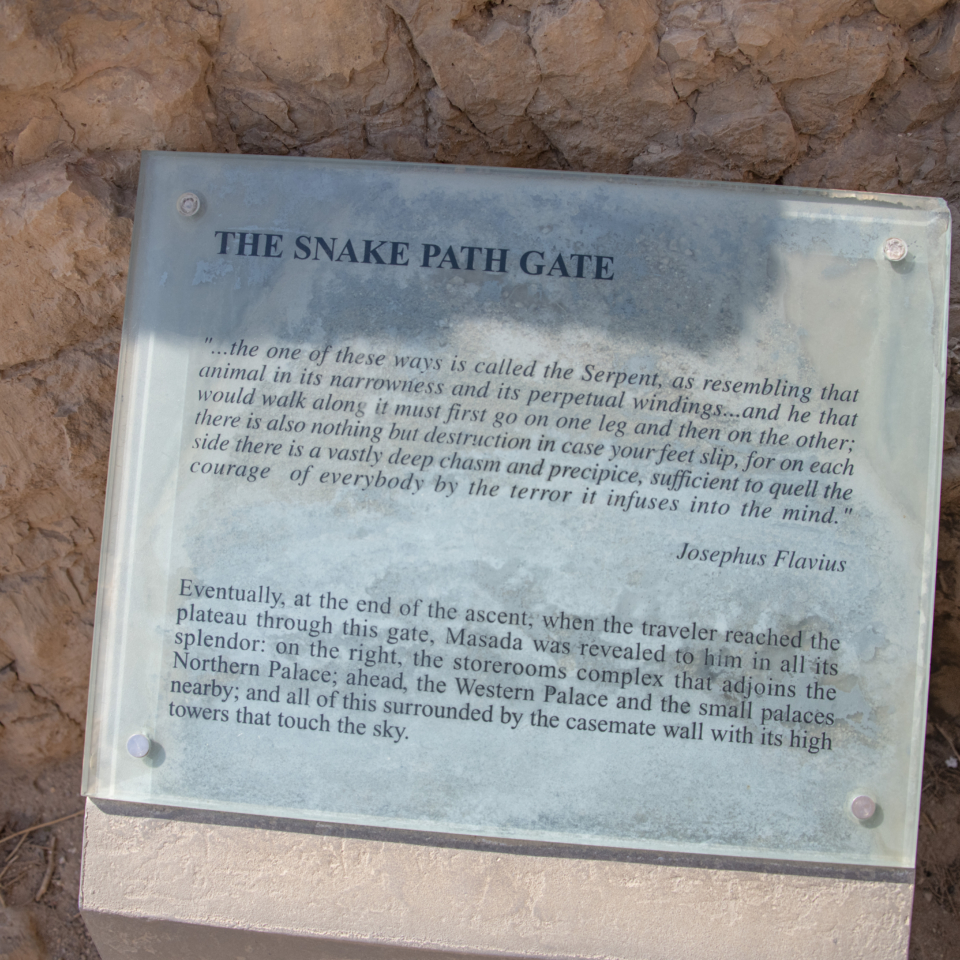 THE SNAKE PATH GATE
"...the one of these ways is called the Serpent, as resembling that
animal in its narrowness and its perpetual windings...and he that
would walk along it must first go on one leg and then on the other;
there is also nothing but destruction in case your feet slip, for on each
side there is a vastly deep chasm and precipice, sufficient to quell the
courage of everybody by the terror it infuses into the mind."
Josephus Flavius
Eventually, at the end of the ascent, when the traveler reached the
plateau through this gate, Masada was revealed to him in all its
splendor: on the right, the storerooms complex that adjoins the
Northern Palace; ahead, the Western Palace and the small palaces
nearby; and all of this surrounded by the casemate wall with its high
towers that touch the sky.